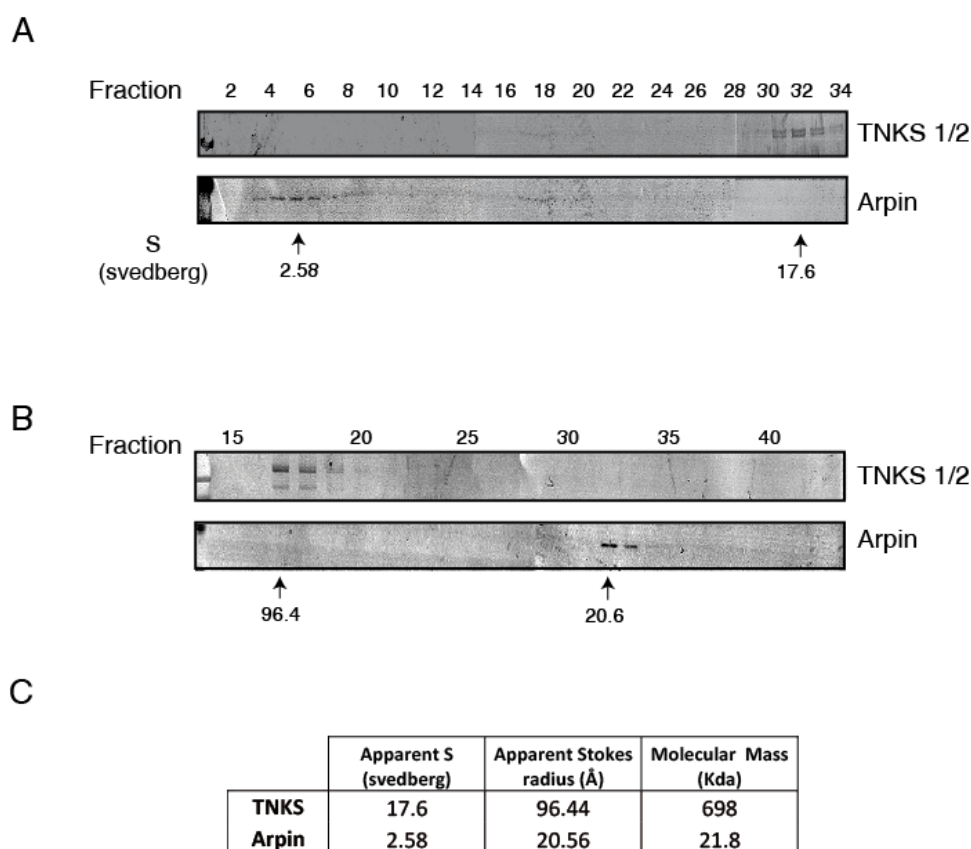 A
Fraction 2 4 6 8 10 12 14 16 18 20 22 24 26 28 30 32 34
TNKS 1/2
Arpin
S
(svedberg)
2.58 17.6
B
Fraction 15 20 25 30 35 40
TNKS 1/2
Arpin
96.4 20.6
C
Apparent S Apparent Stokes Molecular Mass
(svedberg) radius (Å) (Kda)
TNKS 17.6 96.44 698
Arpin 2.58 20.56 21.8